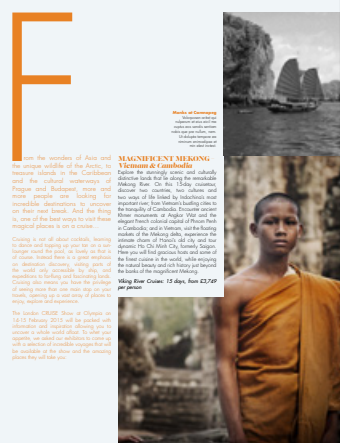 From the wonders of Asia and
the unique wildlife of the Arctic, to
treasure islands in the Caribbean
and the cultural waterways of
Prague and Budapest, more and
more people are looking for
incredible destinations to uncover
on their next break. And the thing
is, one of the best ways to visit these
magical places is on a cruise...
Cruising is not all about cocktails, learning
to dance and topping up your tan on a sun-
lounger round the pool, as lovely as that is
of course. Instead there is a great emphasis
on destination discovery, visiting parts of
the world only accessible by ship, and
expeditions to far-flung and fascinating lands.
Cruising also means you have the privilege
of seeing more than one main stop on your
travels, opening up a vast array of places to
enjoy, explore and experience.
The London CRUISE Show at Olympia on
14-15 February 2015 will be packed with
information and inspiration allowing you to
uncover a whole world afloat. To whet your
appetite, we asked our exhibitors to come up
with a selection of incredible voyages that will
be available at the show and the amazing
places they will take you.
MAGNIFICENT MEKONG
Vietnam & Cambodia
Explore the stunningly scenic and culturally
distinctive lands that lie along the remarkable
Mekong River. On this 15-day cruisetour,
discover two countries, two cultures and
two ways of life linked by Indochina's most
important river, from Vietnam's bustling cities to
the tranquility of Cambodia. Encounter ancient
Khmer monuments at Angkor Wat and the
elegant French colonial capital of Phnom Penh
in Cambodia; and in Vietnam, visit the floating
markets of the Mekong delta, experience the
intimate charm of Hanoi's old city and tour
dynamic Ho Chi Minh City, formerly Saigon.
Here you will find gracious hosts and some of
the finest cuisine in the world, while enjoying
the natural beauty and rich history just beyond
the banks of the magnificent Mekong.
Viking River Cruises: 15 days, from £3,749
per person